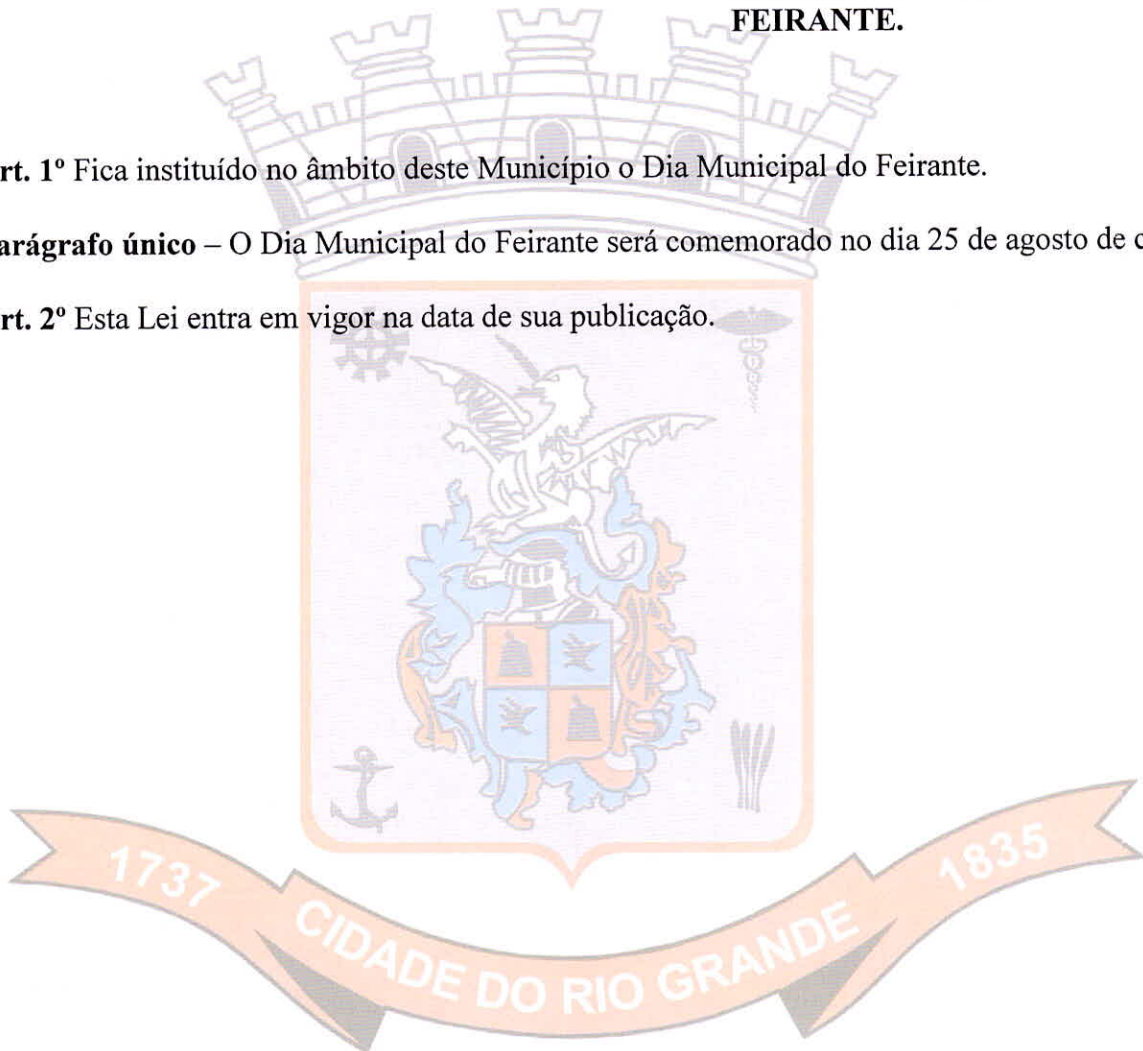 FEIRANTE.
rt. 1º Fica instituído no âmbito deste Município o Dia Municipal do Feirante.
arágrafo único – O Dia Municipal do Feirante será comemorado no dia 25 de agosto de c
rt. 2º Esta Lei entra em vigor na data de sua publicação.
1737 CIDADE DO RIO GRANDE 1835